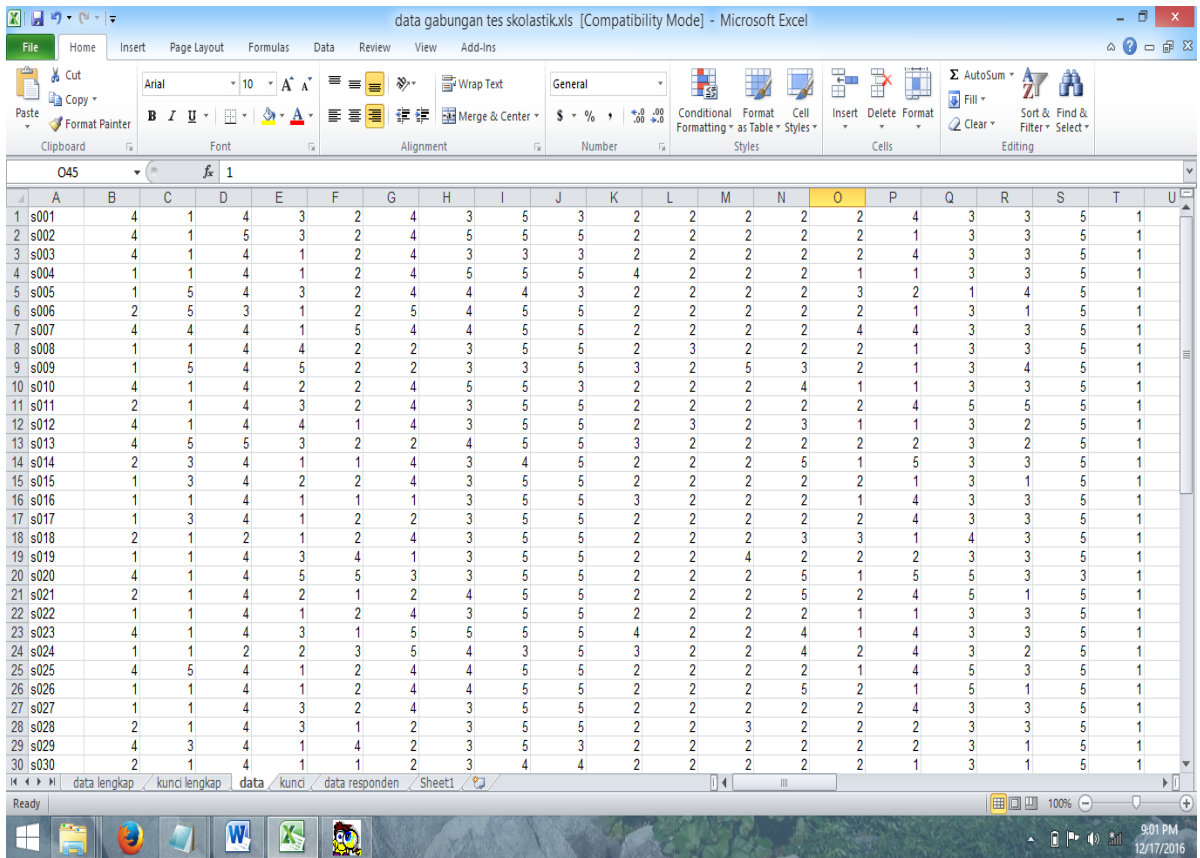 data gabungan tes skolastik.xls [Compatibility Mode] - Microsoft Excel
File Home Insert Page Layout Formulas Data Review View Add-Ins
Cut Arial 10 Wrap Text General AutoSum
Copy Fill
Paste Format Painter B I U Merge & Center $ % , Conditional Format Cell Insert Delete Format Clear Sort & Find &
Formatting as Table Styles Filter Select
Clipboard Font Alignment Number Styles Cells Editing
O45 fx 1
A B C D E F G H I J K L M N O P Q R S T U
1 s001 4 1 4 3 2 4 3 5 3 2 2 2 2 2 4 3 3 5 1
2 s002 4 1 5 3 2 4 5 5 5 2 2 2 2 2 1 3 3 5 1
3 s003 4 1 4 1 2 4 3 3 3 2 2 2 2 2 4 3 3 5 1
4 s004 1 1 4 1 2 4 5 5 5 4 2 2 2 1 1 3 3 5 1
5 s005 1 5 4 3 2 4 4 4 3 2 2 2 2 3 2 1 4 5 1
6 s006 2 5 3 1 2 5 4 5 5 2 2 2 2 2 1 3 1 5 1
7 s007 4 4 4 1 5 4 4 5 5 2 2 2 2 4 4 3 3 5 1
8 s008 1 1 4 4 2 2 3 5 5 2 3 2 2 2 1 3 3 5 1
9 s009 1 5 4 5 2 2 3 3 5 3 2 5 3 2 1 3 4 5 1
10 s010 4 1 4 2 2 4 5 5 3 2 2 2 4 1 1 3 3 5 1
11 s011 2 1 4 3 2 4 3 5 5 2 2 2 2 2 4 5 5 5 1
12 s012 4 1 4 4 1 4 3 5 5 2 3 2 3 1 1 3 2 5 1
13 s013 4 5 5 3 2 2 4 5 5 3 2 2 2 2 2 3 2 5 1
14 s014 2 3 4 1 1 4 3 4 5 2 2 2 5 1 5 3 3 5 1
15 s015 1 3 4 2 2 4 3 5 5 2 2 2 2 2 1 3 1 5 1
16 s016 1 1 4 1 1 1 3 5 5 3 2 2 2 1 4 3 3 5 1
17 s017 1 3 4 1 2 2 3 5 5 2 2 2 2 2 4 3 3 5 1
18 s018 2 1 2 1 2 4 3 5 5 2 2 2 3 3 1 4 3 5 1
19 s019 1 1 4 3 4 1 3 5 5 2 2 4 2 2 2 3 3 5 1
20 s020 4 1 4 5 5 3 3 5 5 2 2 2 5 1 5 5 3 3 1
21 s021 2 1 4 2 1 2 4 5 5 2 2 2 5 2 4 5 1 5 1
22 s022 1 1 4 1 2 4 3 5 5 2 2 2 2 1 1 3 3 5 1
23 s023 4 1 4 3 1 5 5 5 5 4 2 2 4 1 4 3 3 5 1
24 s024 1 1 2 2 3 5 4 3 5 3 2 2 4 2 4 3 2 5 1
25 s025 4 5 4 1 2 4 4 5 5 2 2 2 2 1 4 3 3 5 1
26 s026 1 1 4 1 2 4 4 5 5 2 2 2 5 2 1 5 1 5 1
27 s027 1 1 4 3 2 4 3 5 5 2 2 2 2 2 4 3 3 5 1
28 s028 2 1 4 3 1 2 3 5 5 2 2 3 2 2 2 3 3 5 1
29 s029 4 3 4 1 4 2 3 5 3 2 2 2 2 2 2 3 1 5 1
30 s030 2 1 4 1 1 2 3 4 4 2 2 2 2 2 1 3 1 5 1
data lengkap kunci lengkap data kunci data responden Sheet1
Ready 100%
9:01 PM
12/17/2016